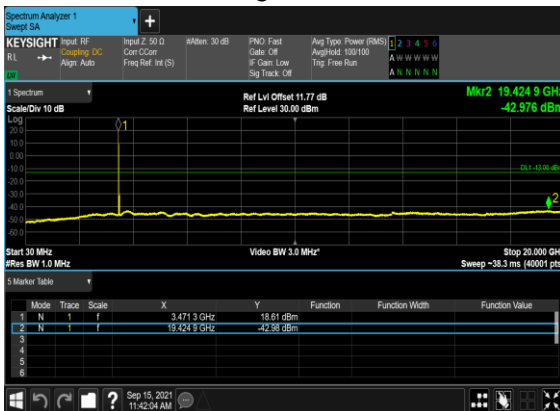 Spectrum Analyzer 1
Swept SA
KEYSIGHT Input: RF Input Z: 50 Ω #Atten: 30 dB PNO: Fast Avg Type: Power (RMS) 1 2 3 4 5 6
RL Coupling: DC Corr CCorr Gate: Off Avg|Hold: 100/100 A W W W W W
Align: Auto Freq Ref: Int (S) IF Gain: Low Trig: Free Run
LV Sig Track: Off A N N N N N
1 Spectrum Ref Lvl Offset 11.77 dB Mkr2 19.424 9 GHz
Scale/Div 10 dB Ref Level 30.00 dBm -42.976 dBm
Log
1
20.0
10.0
0.00
-10.0 DL1 -13.00 dBm
-20.0
-30.0
-40.0 2
-50.0
-60.0
Start 30 MHz Video BW 3.0 MHz* Stop 20.000 GH
#Res BW 1.0 MHz Sweep ~38.3 ms (40001 pts
5 Marker Table
Mode Trace Scale X Y Function Function Width Function Value
1 N 1 f 3.471 3 GHz 18.61 dBm
2 N 1 f 19.424 9 GHz -42.98 dBm
3
4
5
6
? Sep 15, 2021
11:42:04 AM